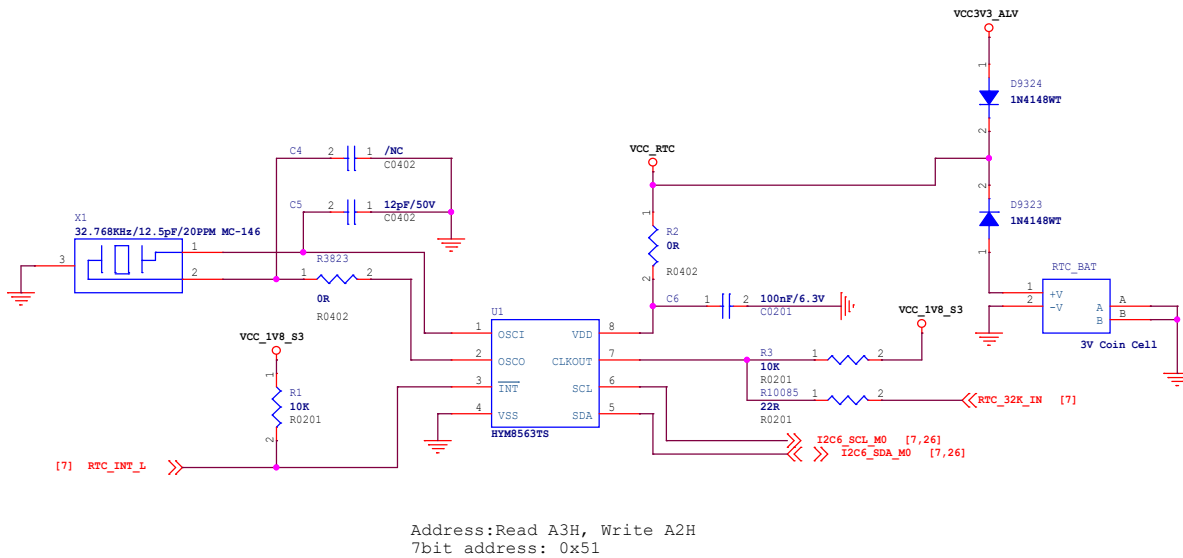 VCC3V3_ALV
1
D9324
1N4148WT
2
C4 2 1 /NC
C0402
VCC_RTC
C5 2 1 12pF/50V
C0402
2
D9323
1N4148WT
1
X1
32.768KHz/12.5pF/20PPM MC-146
1
3
2
R3823
1 2
0R
R0402
1
R2
0R
R0402
2
RTC_BAT
1 +V
2 -V
A A
B B
3V Coin Cell
C6 1 2 100nF/6.3V
C0201
VCC_1V8_S3
VCC_1V8_S3
U1
1 OSCI VDD 8
2 OSCO CLKOUT 7
3 INT SCL 6
4 VSS SDA 5
HYM8563TS
R3 1 2
10K
R0201
R10085 1 2
22R
R0201
RTC_32K_IN [7]
1
R1
10K
R0201
2
I2C6_SCL_M0 [7,26]
I2C6_SDA_M0 [7,26]
[7] RTC_INT_L
Address:Read A3H, Write A2H
7bit address: 0x51